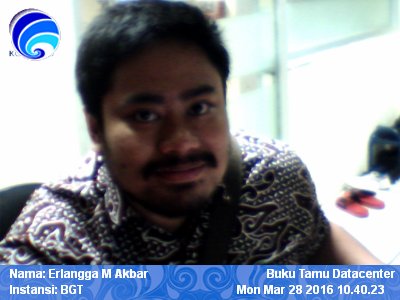 Nama: Erlangga M Akbar Buku Tamu Datacenter
Instansi: BGT Mon Mar 28 2016 10.40.23